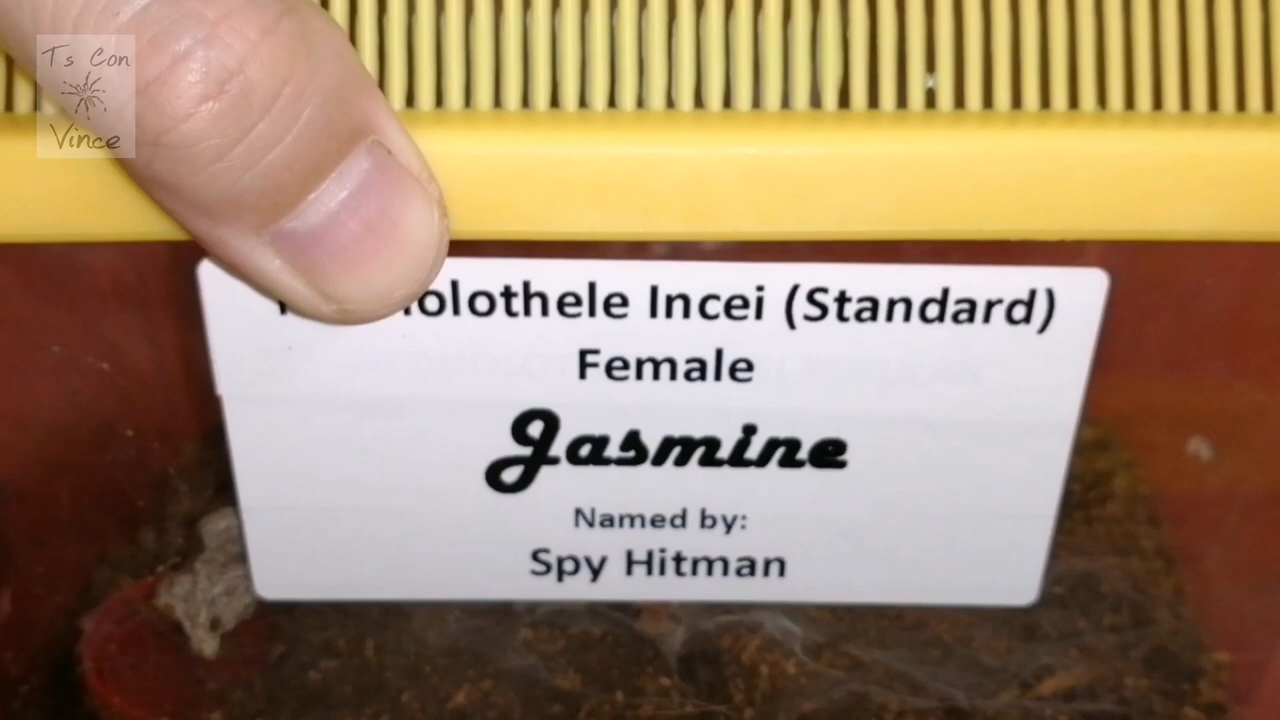 Ts Con
Vince
Incei (Standard)
Female
Jasmine
Named by:
Spy Hitman